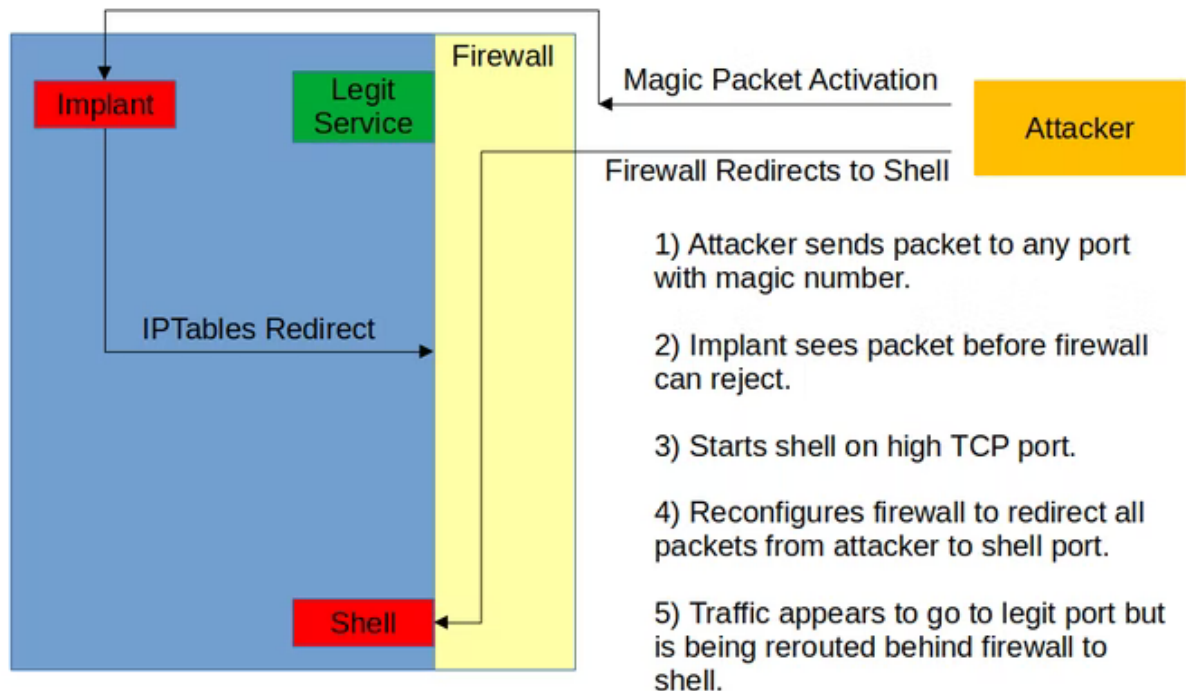 Firewall
Implant
Legit
Service
Magic Packet Activation
Attacker
Firewall Redirects to Shell
IPTables Redirect
Shell
1) Attacker sends packet to any port
with magic number.
2) Implant sees packet before firewall
can reject.
3) Starts shell on high TCP port.
4) Reconfigures firewall to redirect all
packets from attacker to shell port.
5) Traffic appears to go to legit port but
is being rerouted behind firewall to
shell.